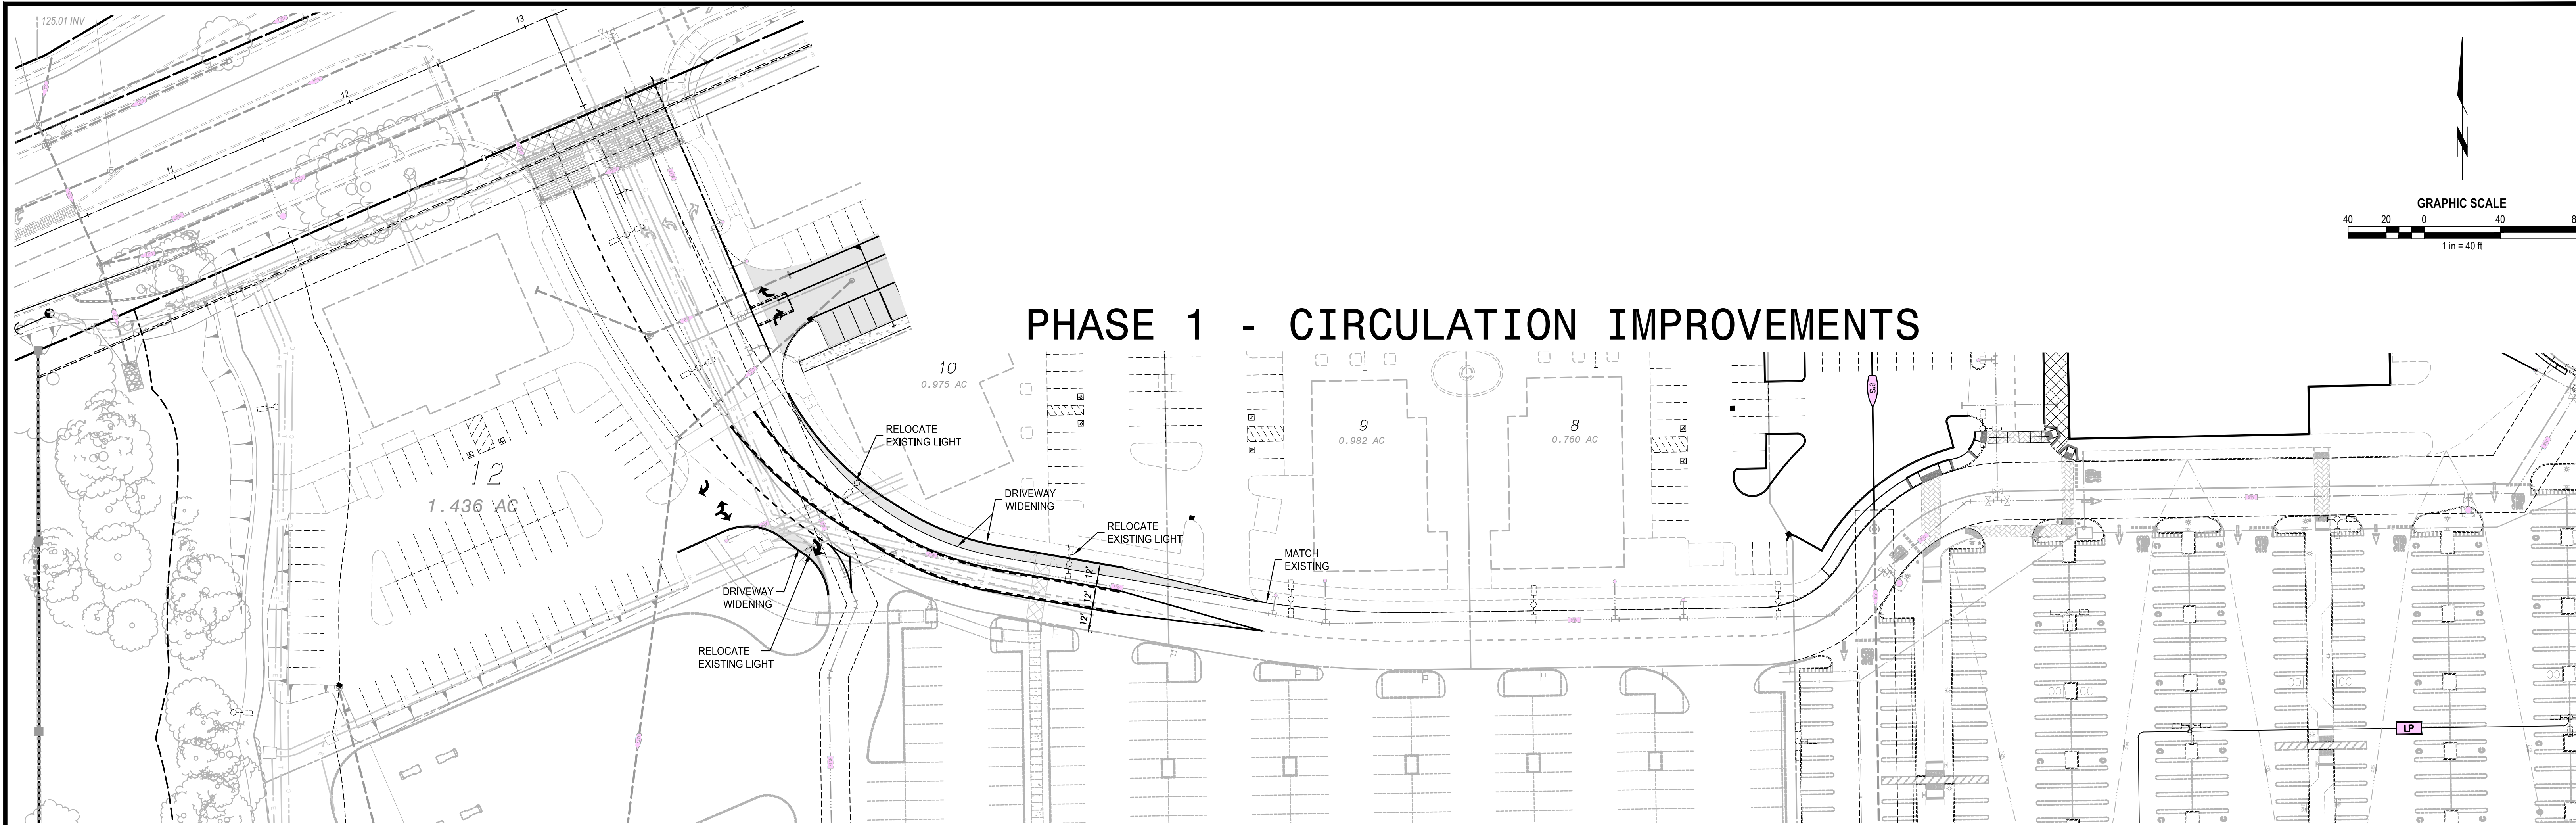 125.01 INV
13
12
11
GRAPHIC SCALE
40 20 0 40
1 in = 40 ft
PHASE 1 - CIRCULATION IMPROVEMENTS
10
0.975 AC
9
0.982 AC
8
0.760 AC
12
1.436 AC
RELOCATE
EXISTING LIGHT
DRIVEWAY
WIDENING
RELOCATE
EXISTING LIGHT
MATCH
EXISTING
12'
12'
12'
DRIVEWAY
WIDENING
RELOCATE
EXISTING LIGHT
S-8
LP